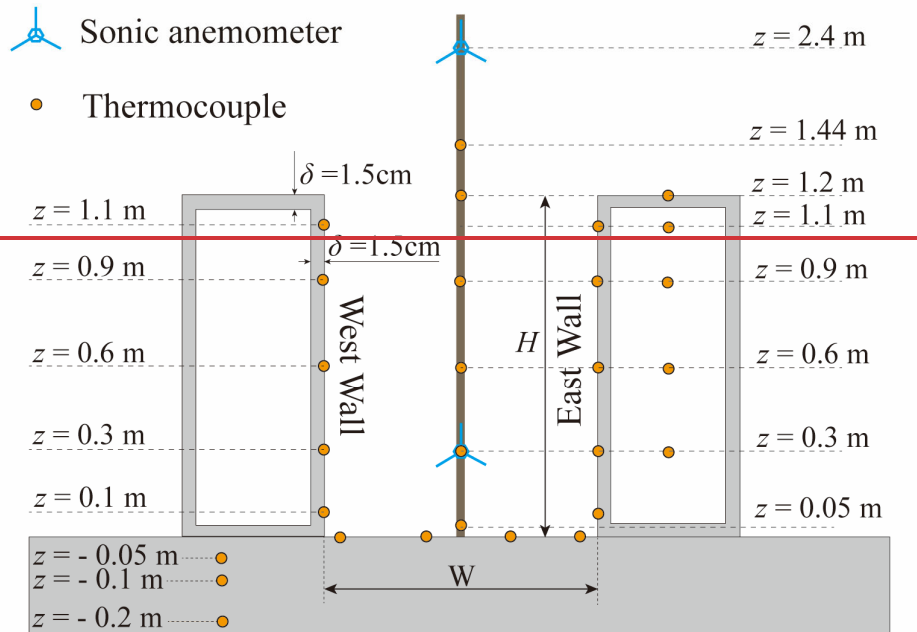 Sonic anemometer
Thermocouple
z = 2.4 m
z = 1.44 m
z = 1.2 m
z = 1.1 m
z = 0.9 m
z = 0.6 m
z = 0.3 m
z = 0.05 m
δ =1.5cm
δ =1.5cm
z = 1.1 m
z = 0.9 m
z = 0.6 m
z = 0.3 m
z = 0.1 m
West Wall
H
East Wall
W
z = - 0.05 m
z = - 0.1 m
z = - 0.2 m